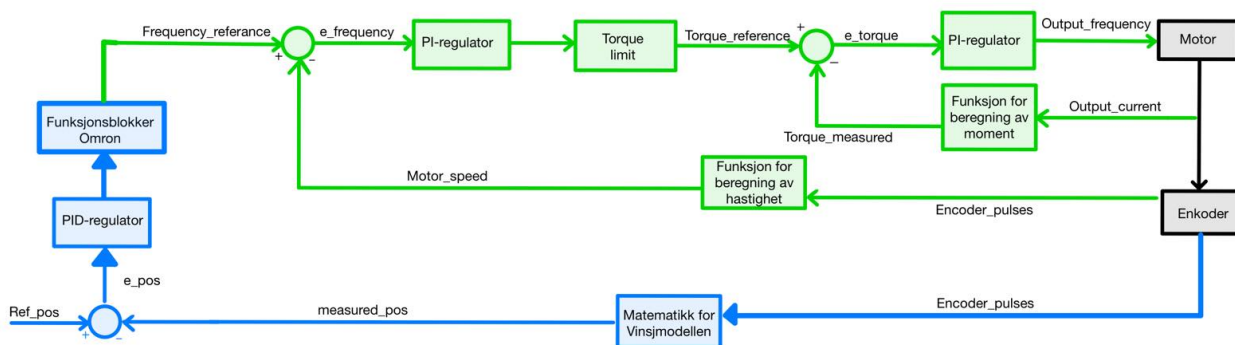 Frequency_referance
+
−
e_frequency
PI-regulator
Torque
limit
Torque_reference
+
−
e_torque
PI-regulator
Output_frequency
Motor
Funksjon for
beregning av
moment
Output_current
Torque_measured
Funksjonsblokker
Omron
Motor_speed
Funksjon for
beregning av
hastighet
Encoder_pulses
Enkoder
PID-regulator
e_pos
Ref_pos
+
−
measured_pos
Matematikk for
Vinsjmodellen
Encoder_pulses